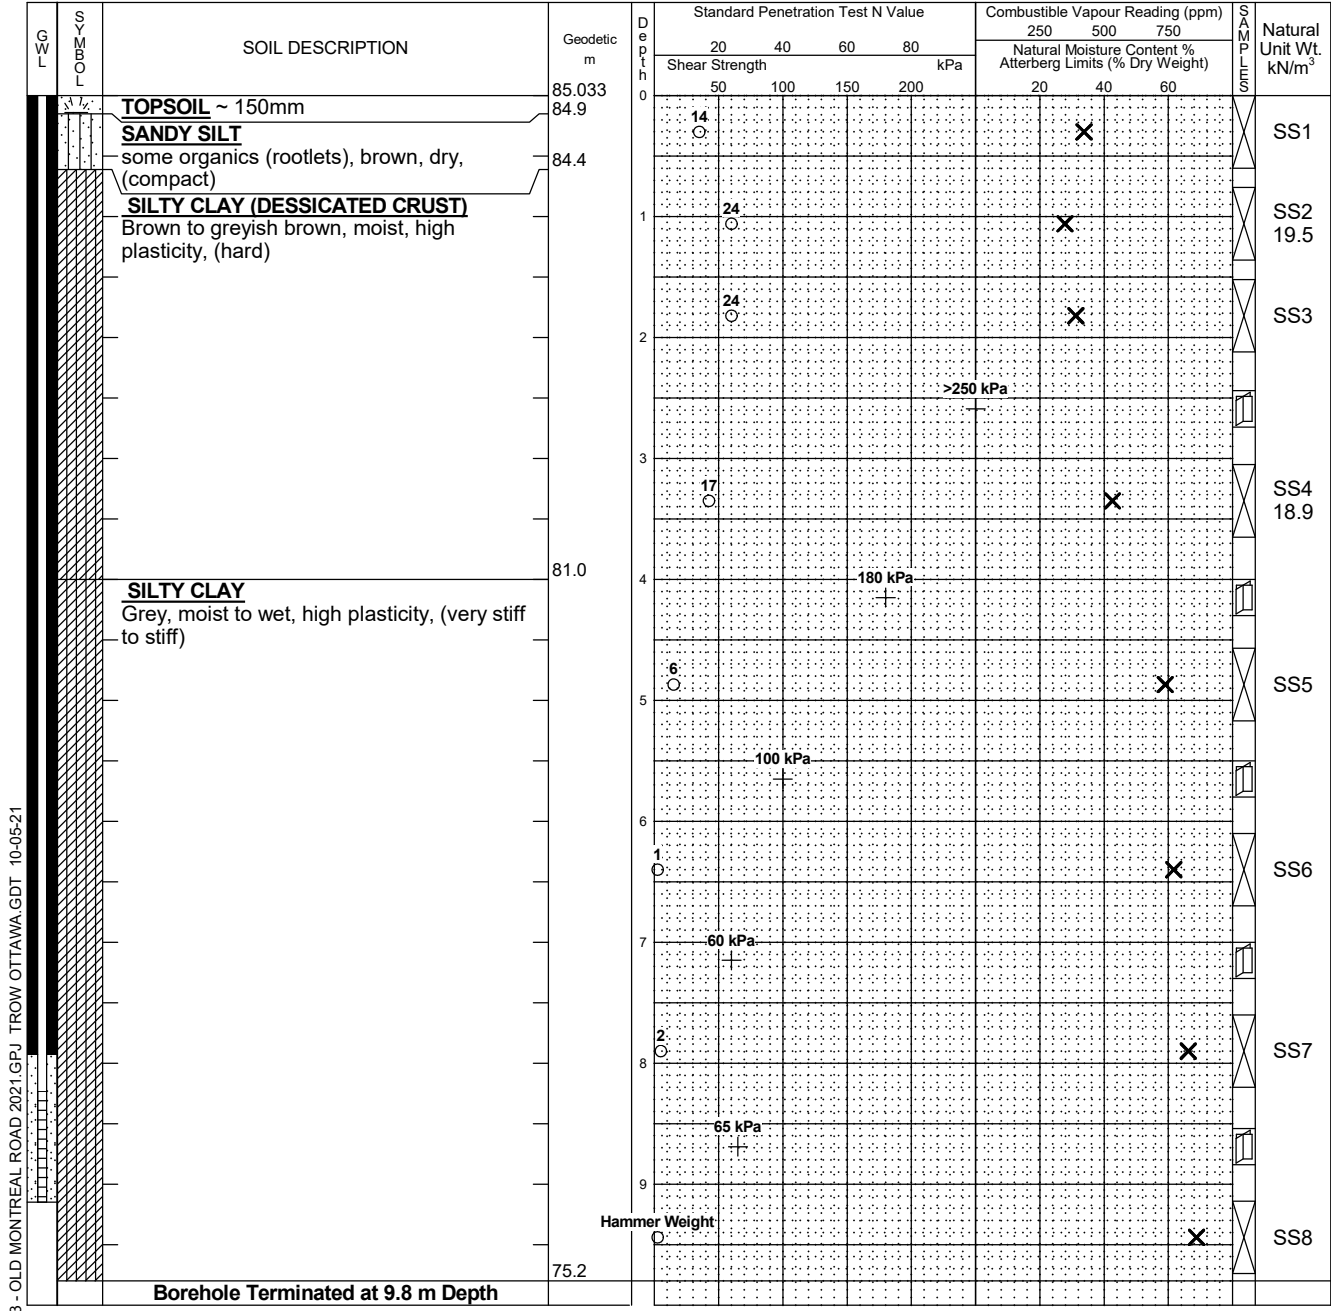 GWL
SYMBOL
SOIL DESCRIPTION
Geodetic
m
85.033
Depth
Standard Penetration Test N Value
20 40 60 80
Shear Strength kPa
50 100 150 200
Combustible Vapour Reading (ppm)
250 500 750
Natural Moisture Content %
Atterberg Limits (% Dry Weight)
20 40 60
SAMPLES
Natural
Unit Wt.
kN/m³
0
TOPSOIL ~ 150mm
84.9
SANDY SILT
some organics (rootlets), brown, dry,
(compact)
84.4
14
SS1
SILTY CLAY (DESSICATED CRUST)
Brown to greyish brown, moist, high
plasticity, (hard)
1
24
SS2
19.5
24
SS3
2
>250 kPa
3
17
SS4
18.9
81.0
4
SILTY CLAY
Grey, moist to wet, high plasticity, (very stiff
to stiff)
180 kPa
6
SS5
5
100 kPa
6
1
SS6
7
60 kPa
2
SS7
8
65 kPa
9
Hammer Weight
SS8
75.2
Borehole Terminated at 9.8 m Depth
- OLD MONTREAL ROAD 2021.GPJ TROW OTTAWA.GDT 10-05-21